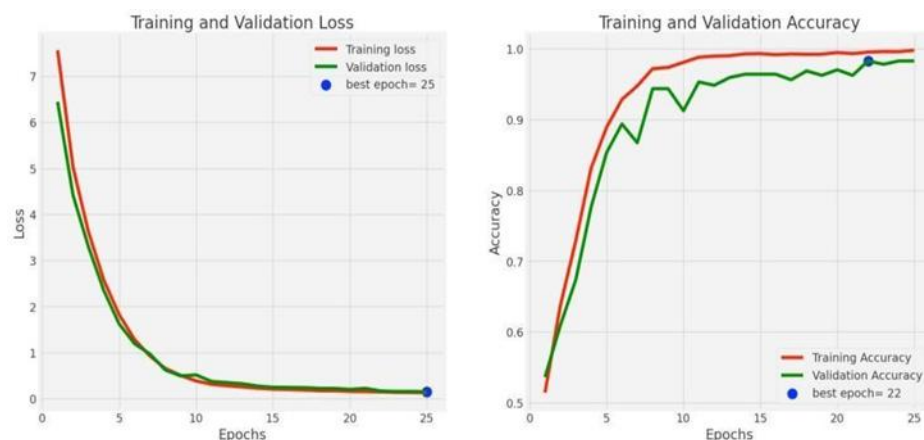 Training and Validation Loss
Training loss
Validation loss
best epoch= 25
Loss
7
6
5
4
3
2
1
0
0
5
10
15
20
25
Epochs
Training and Validation Accuracy
Accuracy
1.0
0.9
0.8
0.7
0.6
0.5
Training Accuracy
Validation Accuracy
best epoch= 22
0
5
10
15
20
25
Epochs